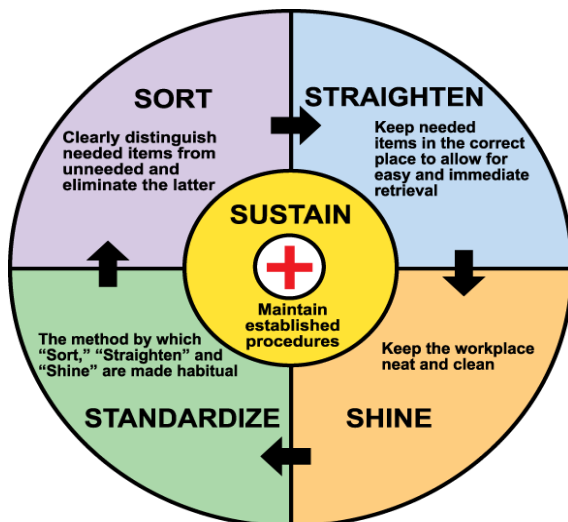 SORT
Clearly distinguish
needed items from
unneeded and
eliminate the latter
STRAIGHTEN
Keep needed
items in the correct
place to allow for
easy and immediate
retrieval
SUSTAIN
Maintain
established
procedures
The method by which
“Sort,” “Straighten” and
“Shine” are made habitual
STANDARDIZE
Keep the workplace
neat and clean
SHINE